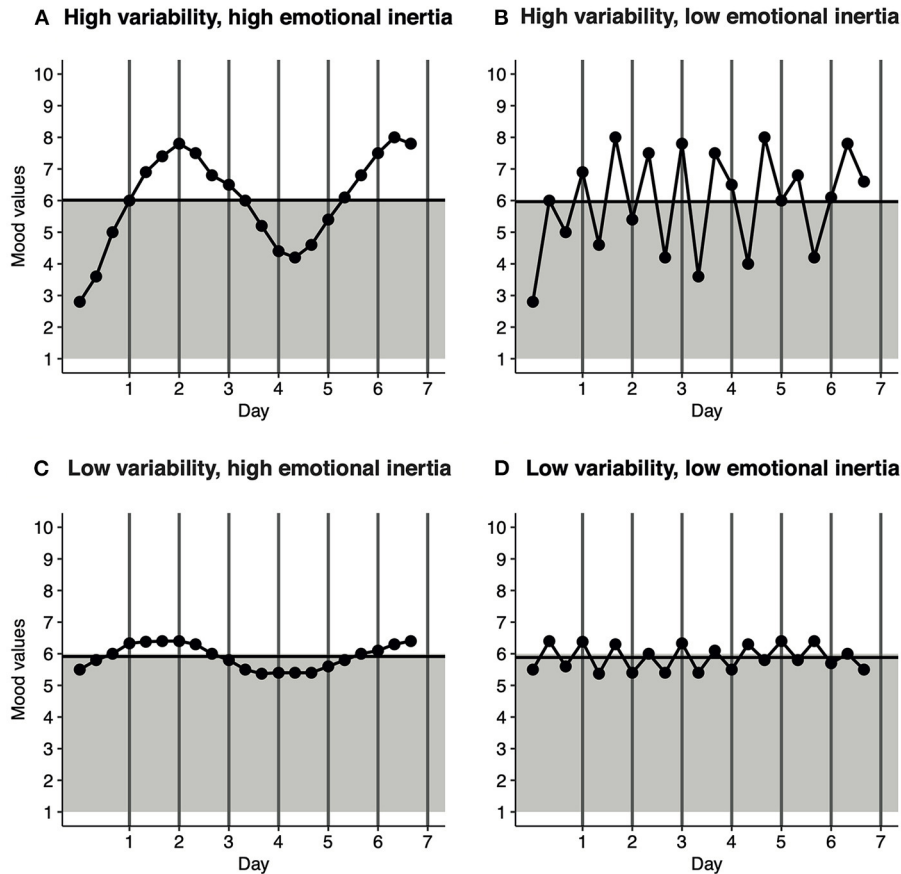 A High variability, high emotional inertia
B High variability, low emotional inertia
10
9
8
7
6
5
4
3
2
1
Mood values
1 2 3 4 5 6 7
Day
10
9
8
7
6
5
4
3
2
1
1 2 3 4 5 6 7
Day
C Low variability, high emotional inertia
D Low variability, low emotional inertia
10
9
8
7
6
5
4
3
2
1
Mood values
1 2 3 4 5 6 7
Day
10
9
8
7
6
5
4
3
2
1
1 2 3 4 5 6 7
Day